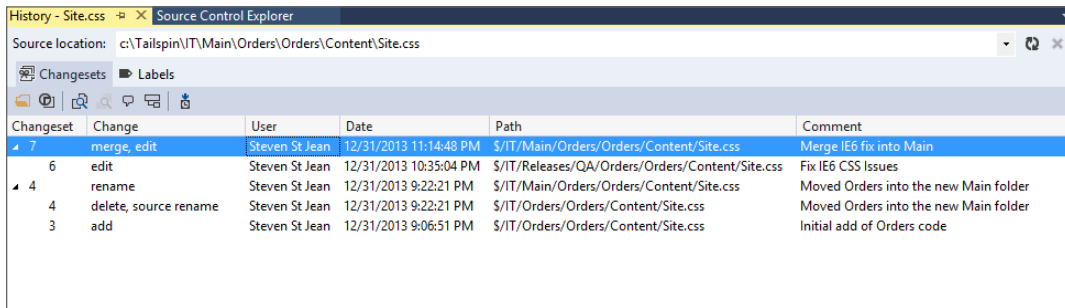 History - Site.css Source Control Explorer
Source location: c:\Tailspin\IT\Main\Orders\Orders\Content\Site.css
Changesets Labels
Changeset Change User Date Path Comment
7 merge, edit Steven St Jean 12/31/2013 11:14:48 PM $/IT/Main/Orders/Orders/Content/Site.css Merge IE6 fix into Main
6 edit Steven St Jean 12/31/2013 10:35:04 PM $/IT/Releases/QA/Orders/Orders/Content/Site.css Fix IE6 CSS Issues
4 rename Steven St Jean 12/31/2013 9:22:21 PM $/IT/Main/Orders/Orders/Content/Site.css Moved Orders into the new Main folder
4 delete, source rename Steven St Jean 12/31/2013 9:22:21 PM $/IT/Orders/Orders/Content/Site.css Moved Orders into the new Main folder
3 add Steven St Jean 12/31/2013 9:06:51 PM $/IT/Orders/Orders/Content/Site.css Initial add of Orders code